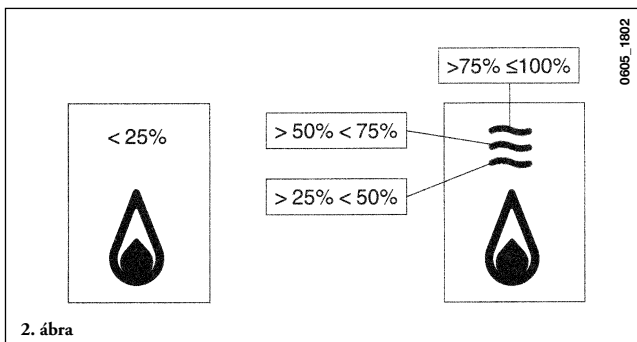 0605_1802
>75% ≤100%
< 25%
> 50% < 75%
> 25% < 50%
2. ábra